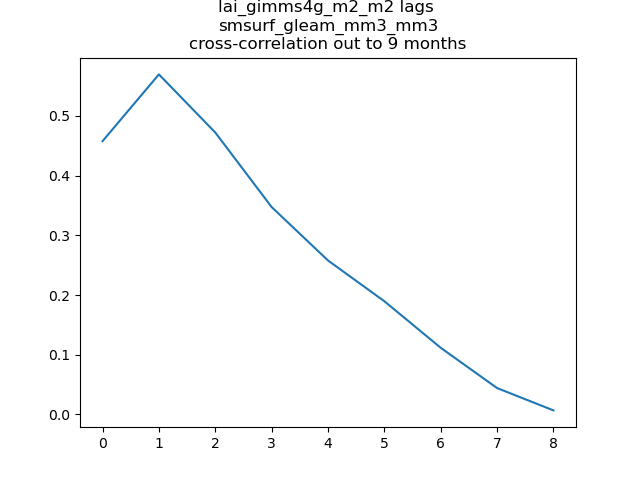 lai_gimms4g_m2_m2 lags
smsurf_gleam_mm3_mm3
cross-correlation out to 9 months
0.5
0.4
0.3
0.2
0.1
0.0
0 1 2 3 4 5 6 7 8